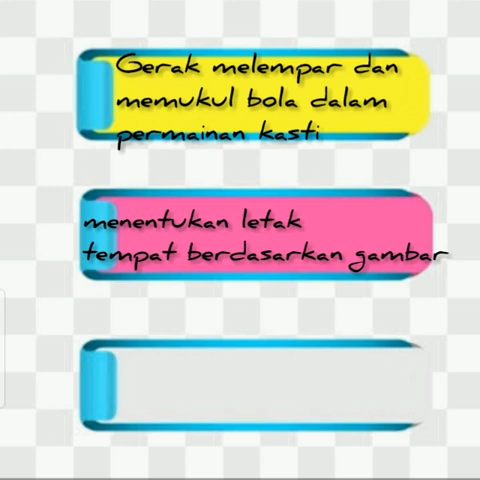 Gerak melempar dan
memukul bola dalam
permainan kasti
menentukan letak
tempat berdasarkan gambar